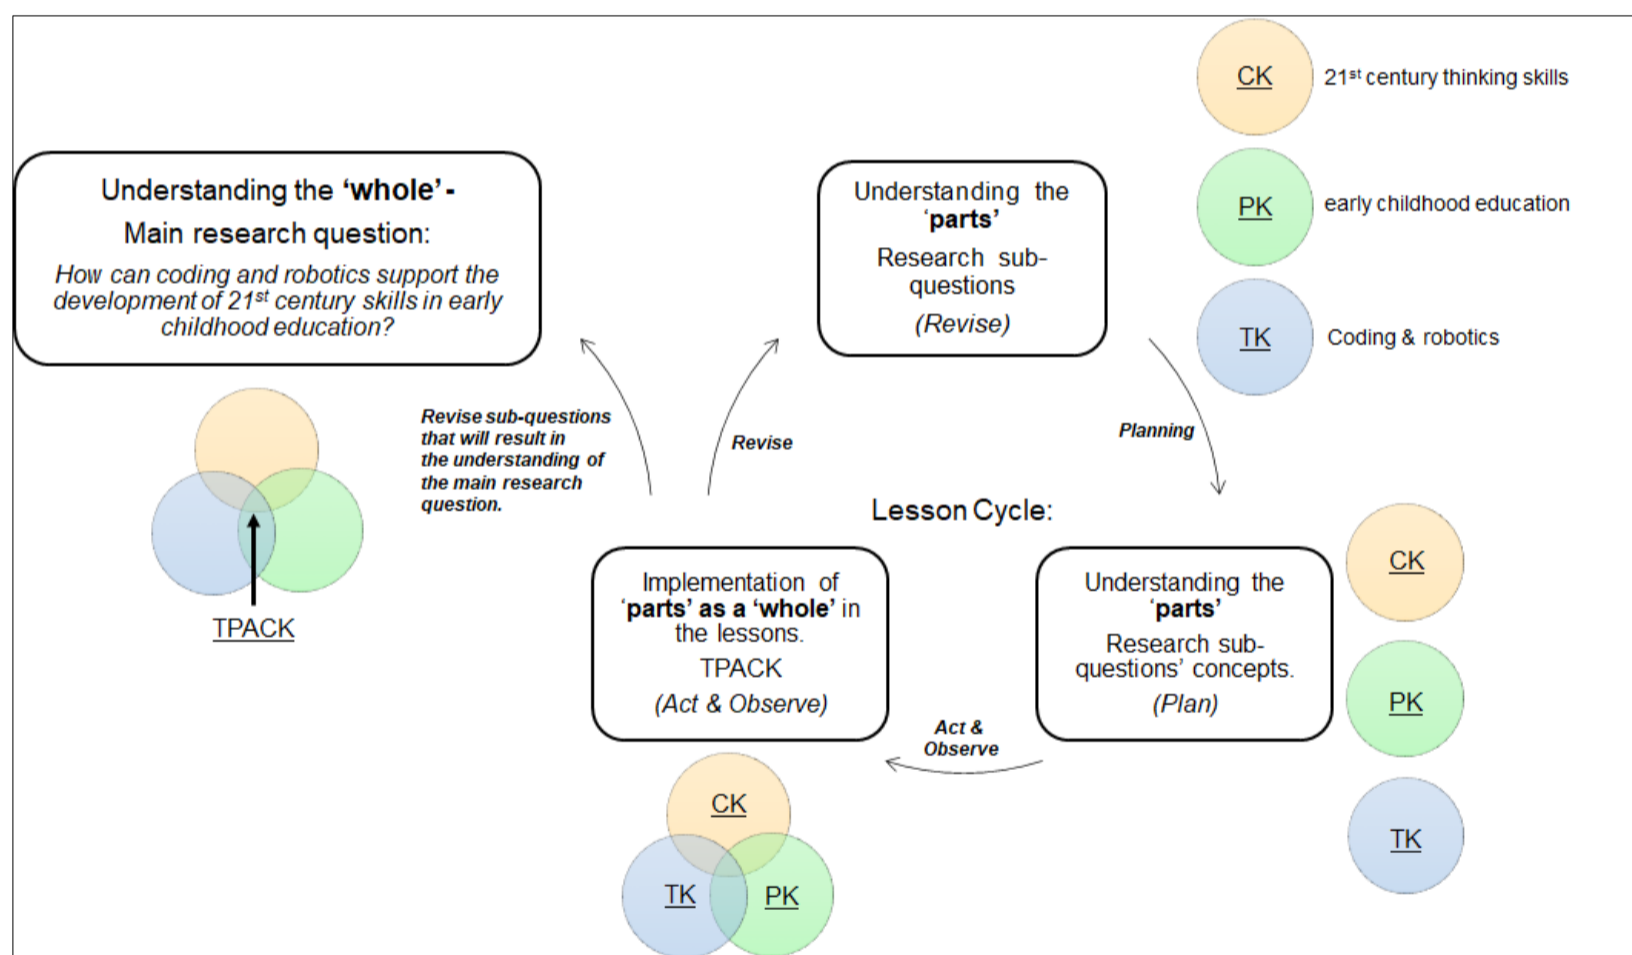 Understanding the ‘whole’ -
Main research question:
How can coding and robotics support the
development of 21st century skills in early
childhood education?
TPACK
Revise sub-questions
that will result in
the understanding of
the main research
question.
Revise
Understanding the
‘parts’
Research sub-
questions
(Revise)
CK
21st century thinking skills
PK
early childhood education
TK
Coding & robotics
Planning
Lesson Cycle:
Understanding the
‘parts’
Research sub-
questions’ concepts.
(Plan)
CK
PK
TK
Act &
Observe
Implementation of
‘parts’ as a ‘whole’ in
the lessons.
TPACK
(Act & Observe)
CK
TK
PK